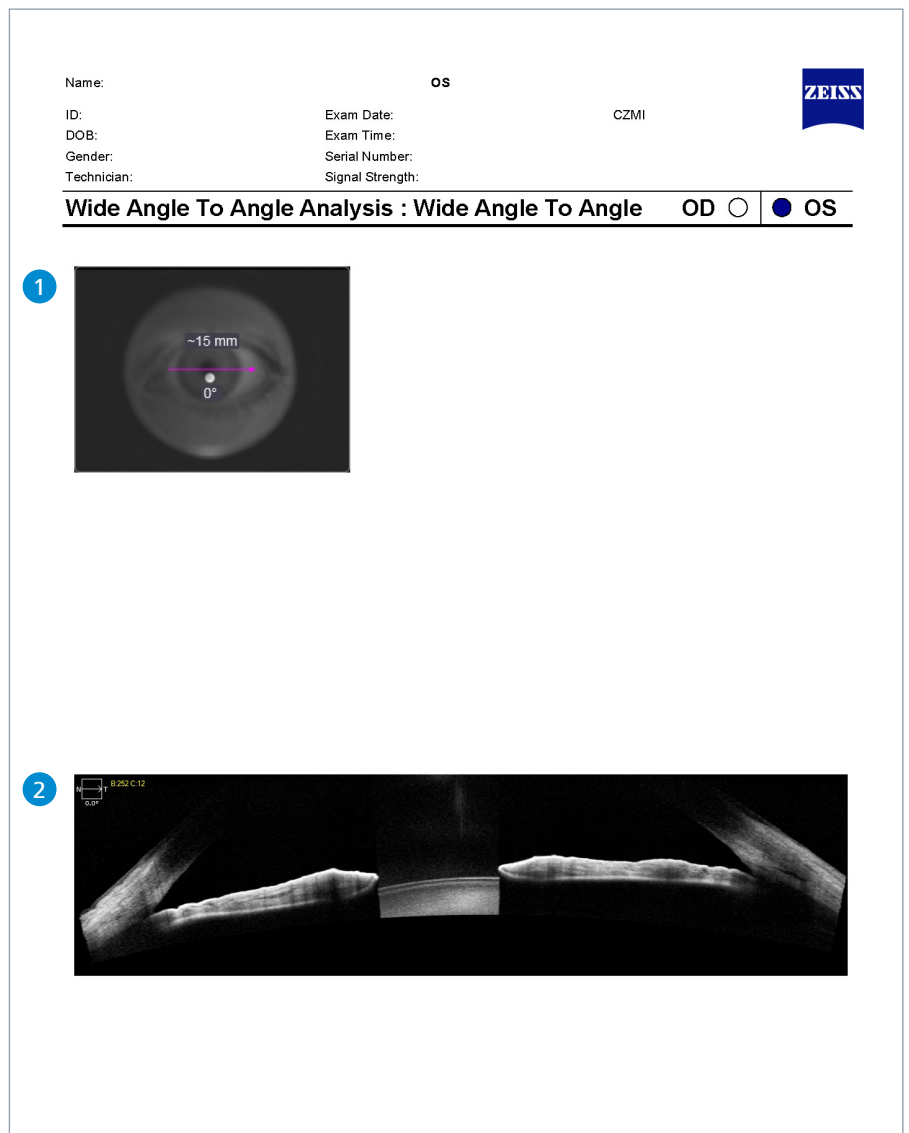 Name: OS
ZEISS
ID: Exam Date: CZMI
DOB: Exam Time:
Gender: Serial Number:
Technician: Signal Strength:
Wide Angle To Angle Analysis : Wide Angle To Angle OD OS
1
~15 mm
0°
2
B:252 C:12
N T
0.0°